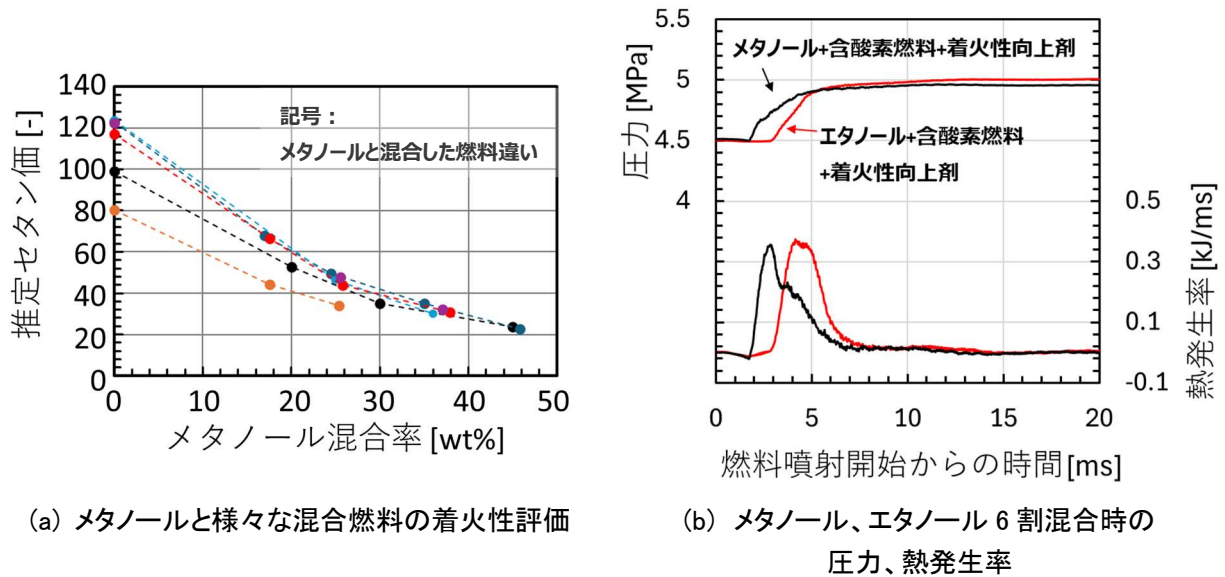 140
120
100
80
60
40
20
0
推定セタン価 [-]
記号：
メタノールと混合した燃料違い
0 10 20 30 40 50
メタノール混合率 [wt%]
(a) メタノールと様々な混合燃料の着火性評価
5.5
5
4.5
4
圧力 [MPa]
メタノール+含酸素燃料+着火性向上剤
エタノール+含酸素燃料
+着火性向上剤
0.5
0.3
0.1
-0.1
熱発生率 [kJ/ms]
0 5 10 15 20
燃料噴射開始からの時間 [ms]
(b) メタノール、エタノール 6 割混合時の
圧力、熱発生率